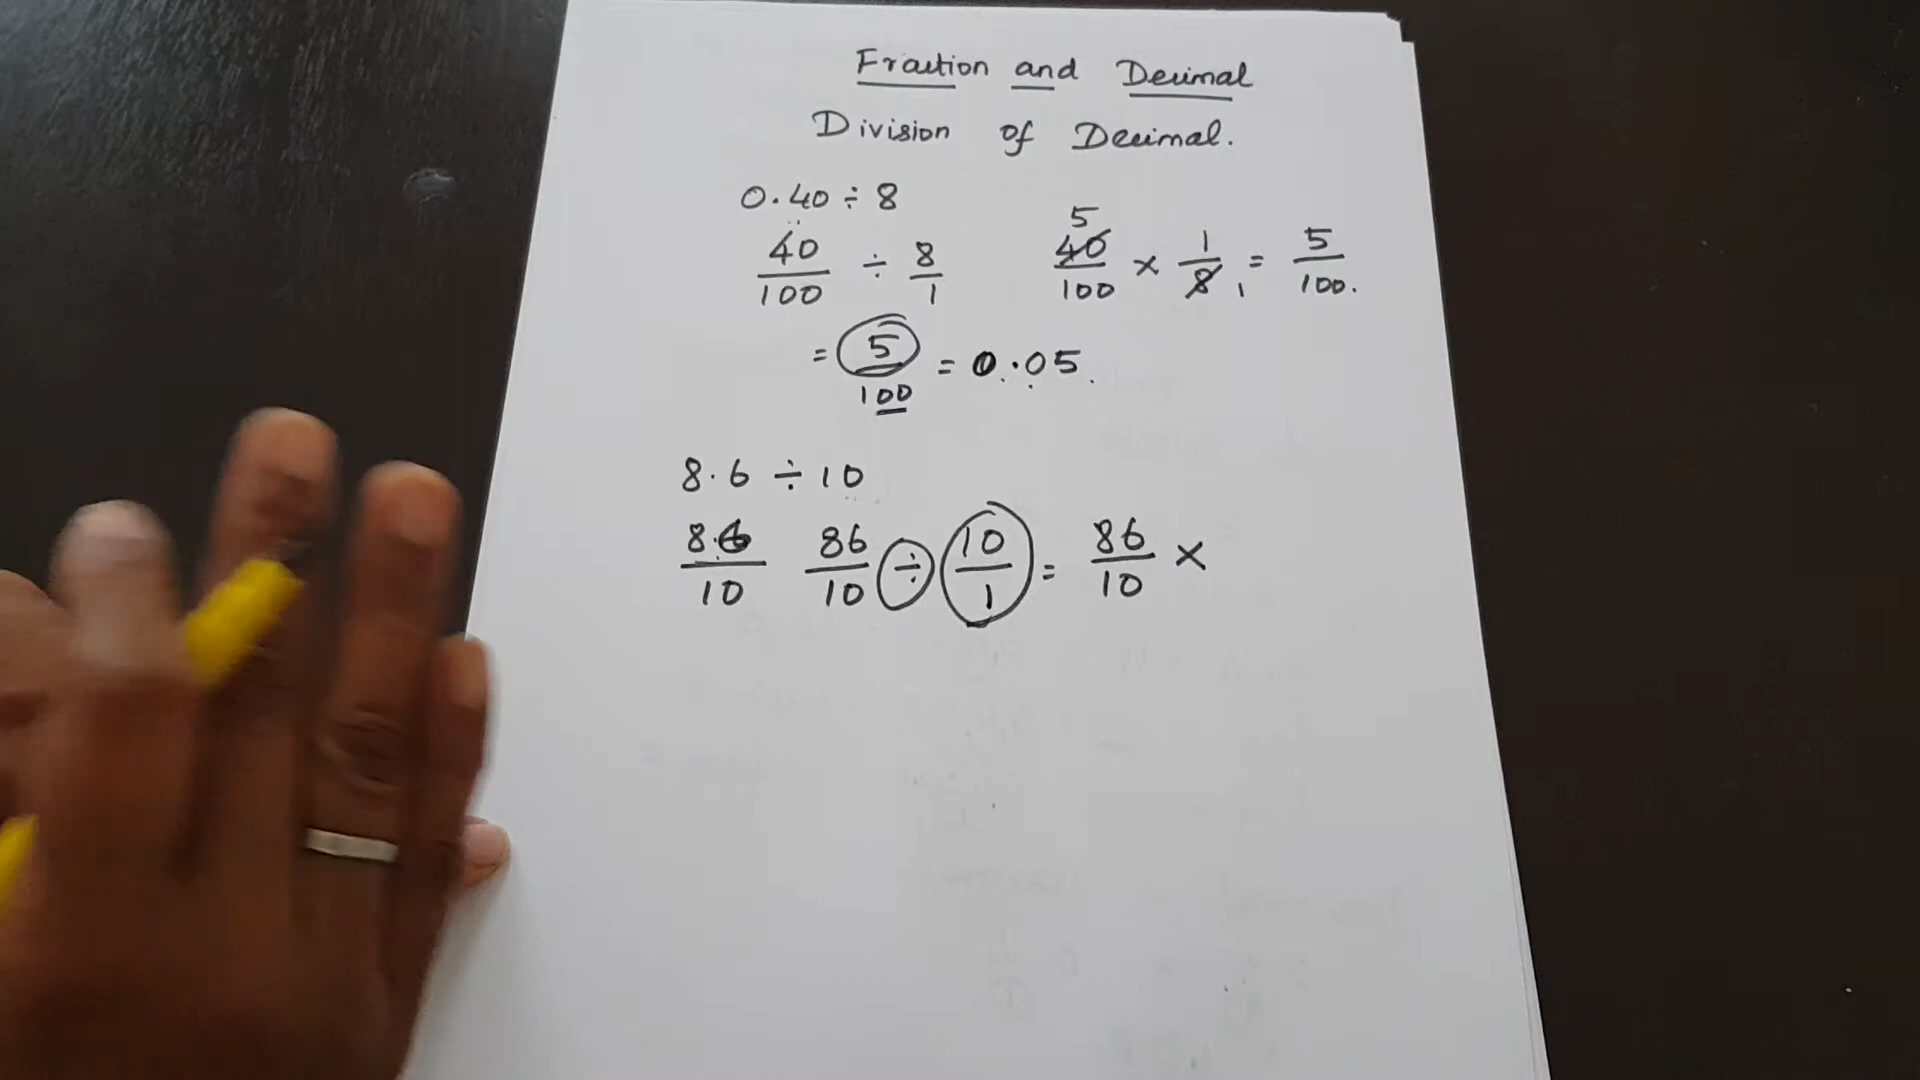 Fraction and Decimal
Division of Decimal.
0.40 ÷ 8
40/100 ÷ 8/1 40/100 5 × 1/8 1 = 5/100.
= 5/100 = 0.05.
8.6 ÷ 10
8.6/10 86/10 ÷ 10/1 = 86/10 ×